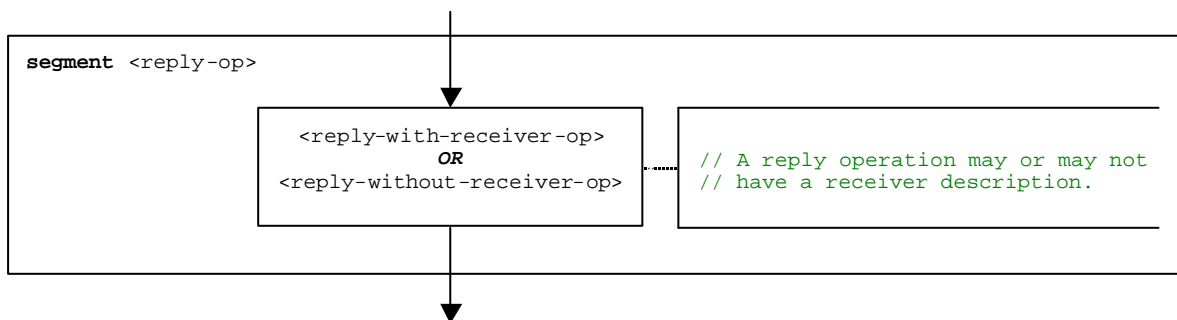 segment <reply-op>
<reply-with-receiver-op>
OR
<reply-without-receiver-op>
// A reply operation may or may not
// have a receiver description.